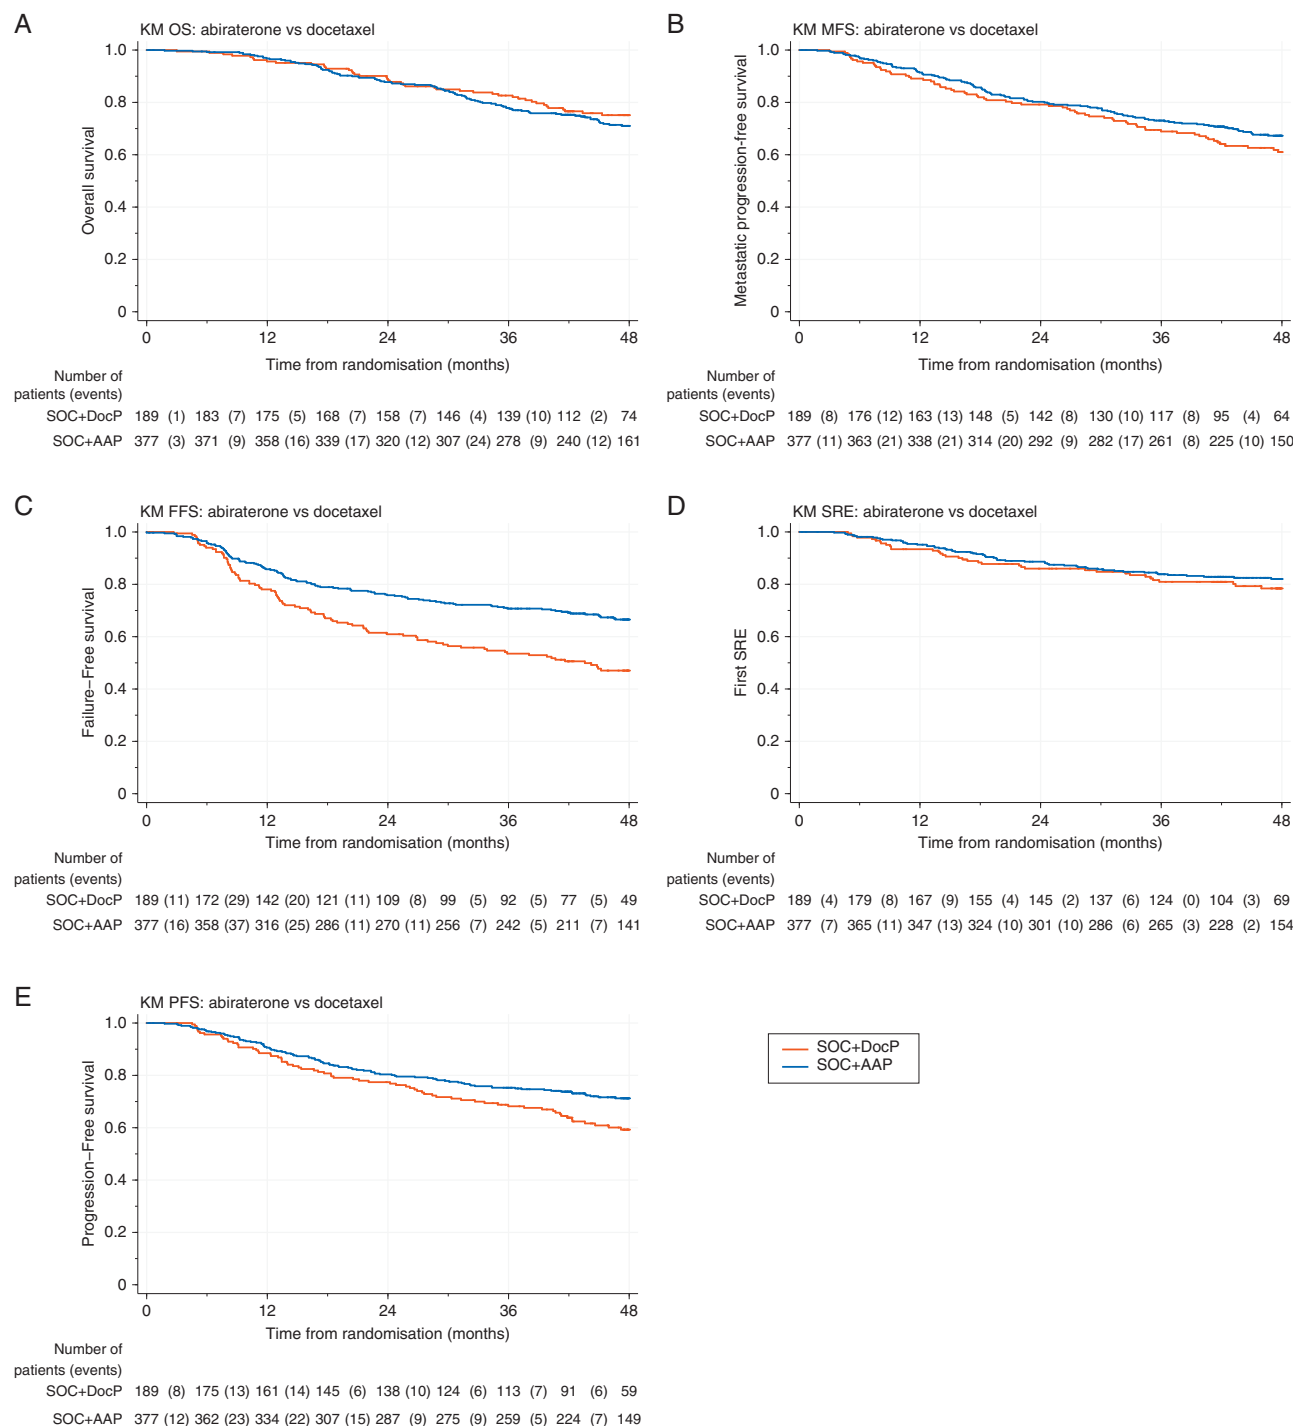 A
KM OS: abiraterone vs docetaxel
1.0
0.8
0.6
0.4
0.2
0
Overall survival
0 12 24 36 48
Time from randomisation (months)
Number of
patients (events)
SOC+DocP 189 (1) 183 (7) 175 (5) 168 (7) 158 (7) 146 (4) 139 (10) 112 (2) 74
SOC+AAP 377 (3) 371 (9) 358 (16) 339 (17) 320 (12) 307 (24) 278 (9) 240 (12) 161
B
KM MFS: abiraterone vs docetaxel
1.0
0.8
0.6
0.4
0.2
0
Metastatic progression-free survival
0 12 24 36 48
Time from randomisation (months)
Number of
patients (events)
SOC+DocP 189 (8) 176 (12) 163 (13) 148 (5) 142 (8) 130 (10) 117 (8) 95 (4) 64
SOC+AAP 377 (11) 363 (21) 338 (21) 314 (20) 292 (9) 282 (17) 261 (8) 225 (10) 150
C
KM FFS: abiraterone vs docetaxel
1.0
0.8
0.6
0.4
0.2
0
Failure–Free survival
0 12 24 36 48
Time from randomisation (months)
Number of
patients (events)
SOC+DocP 189 (11) 172 (29) 142 (20) 121 (11) 109 (8) 99 (5) 92 (5) 77 (5) 49
SOC+AAP 377 (16) 358 (37) 316 (25) 286 (11) 270 (11) 256 (7) 242 (5) 211 (7) 141
D
KM SRE: abiraterone vs docetaxel
1.0
0.8
0.6
0.4
0.2
0
First SRE
0 12 24 36 48
Time from randomisation (months)
Number of
patients (events)
SOC+DocP 189 (4) 179 (8) 167 (9) 155 (4) 145 (2) 137 (6) 124 (0) 104 (3) 69
SOC+AAP 377 (7) 365 (11) 347 (13) 324 (10) 301 (10) 286 (6) 265 (3) 228 (2) 154
E
KM PFS: abiraterone vs docetaxel
1.0
0.8
0.6
0.4
0.2
0
Progression–Free survival
0 12 24 36 48
Time from randomisation (months)
Number of
patients (events)
SOC+DocP 189 (8) 175 (13) 161 (14) 145 (6) 138 (10) 124 (6) 113 (7) 91 (6) 59
SOC+AAP 377 (12) 362 (23) 334 (22) 307 (15) 287 (9) 275 (9) 259 (5) 224 (7) 149
SOC+DocP
SOC+AAP